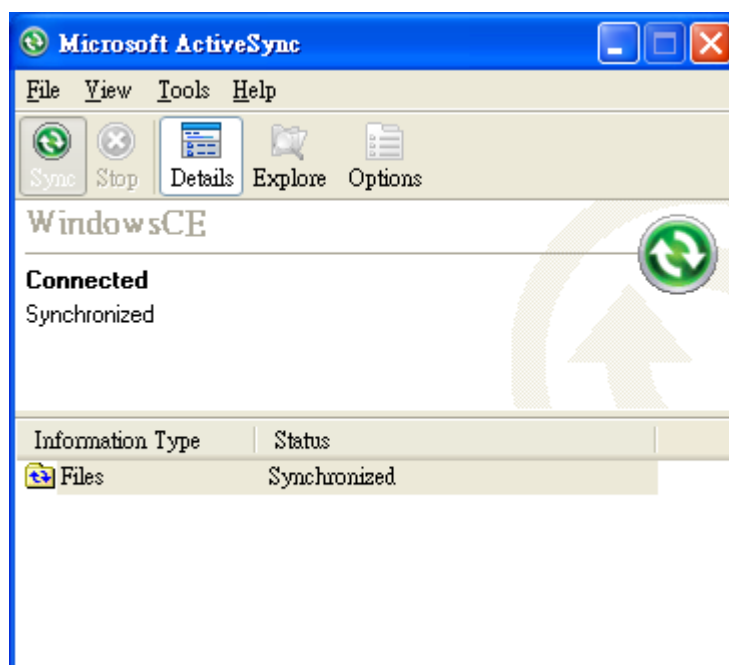 Microsoft ActiveSync
File View Tools Help
Sync Stop Details Explore Options
WindowsCE
Connected
Synchronized
Information Type Status
Files Synchronized